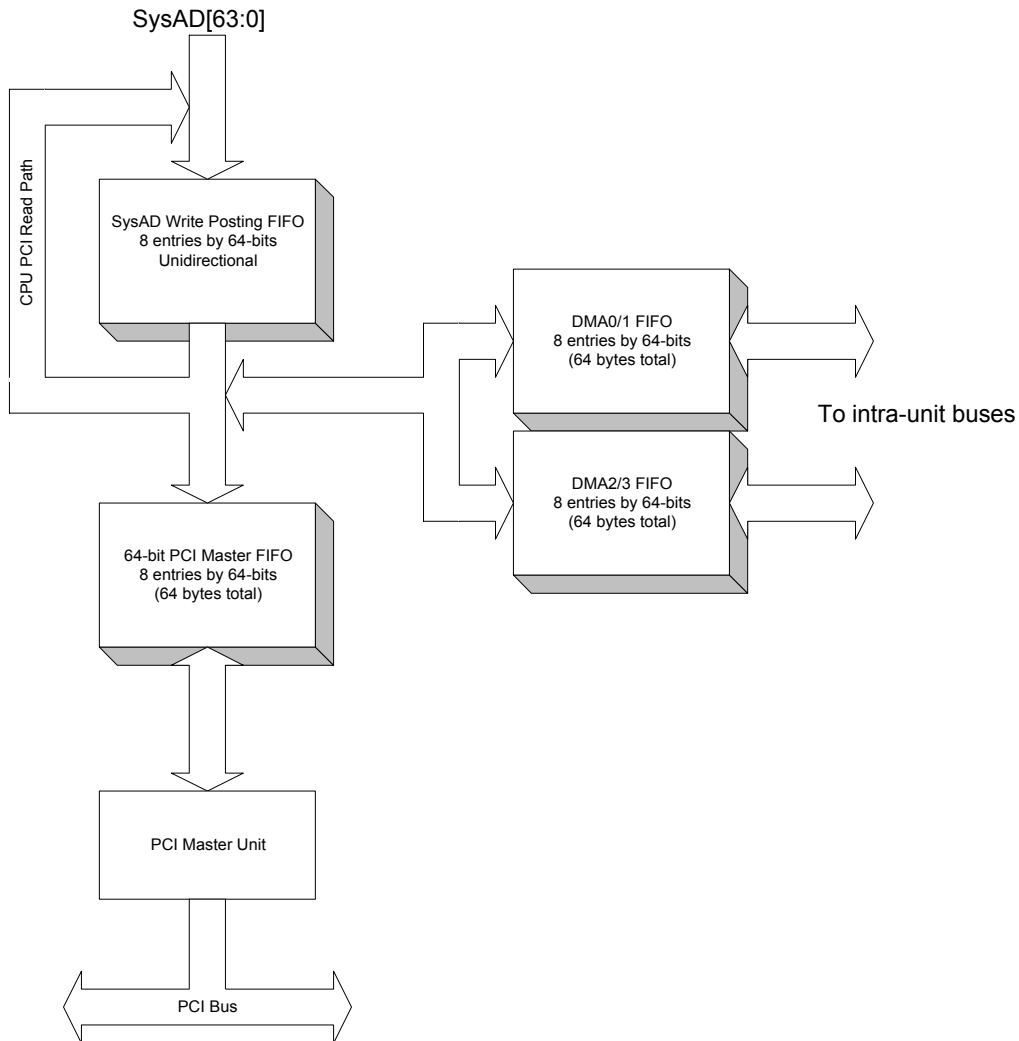 SysAD[63:0]
CPU PCI Read Path
SysAD Write Posting FIFO
8 entries by 64-bits
Unidirectional
DMA0/1 FIFO
8 entries by 64-bits
(64 bytes total)
To intra-unit buses
DMA2/3 FIFO
8 entries by 64-bits
(64 bytes total)
64-bit PCI Master FIFO
8 entries by 64-bits
(64 bytes total)
PCI Master Unit
PCI Bus